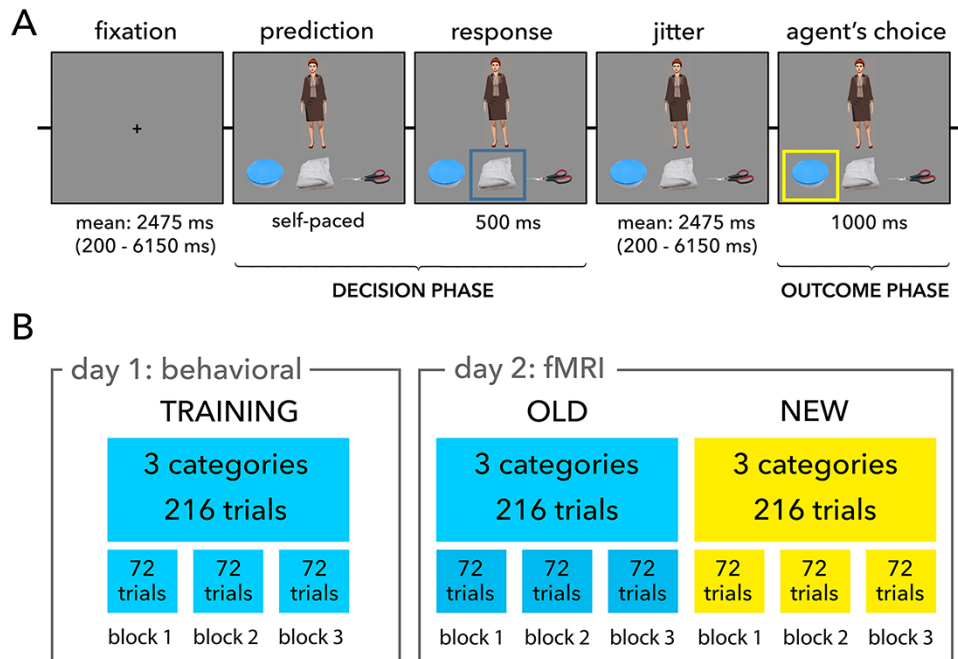 A
fixation
prediction
response
jitter
agent's choice
+
mean: 2475 ms
(200 - 6150 ms)
self-paced
500 ms
mean: 2475 ms
(200 - 6150 ms)
1000 ms
DECISION PHASE
OUTCOME PHASE
B
day 1: behavioral
TRAINING
3 categories
216 trials
72
trials
72
trials
72
trials
block 1
block 2
block 3
day 2: fMRI
OLD
3 categories
216 trials
72
trials
72
trials
72
trials
block 1
block 2
block 3
NEW
3 categories
216 trials
72
trials
72
trials
72
trials
block 1
block 2
block 3